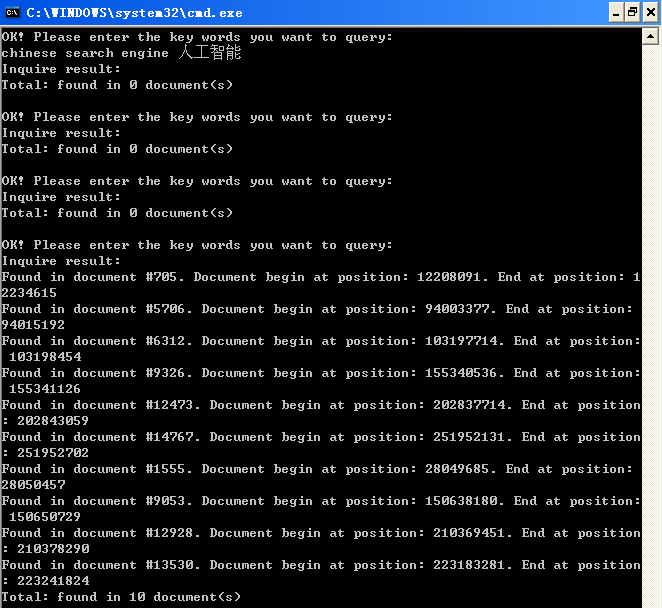 C:\WINDOWS\system32\cmd.exe
OK! Please enter the key words you want to query:
chinese search engine 人工智能
Inquire result:
Total: found in 0 document(s)
OK! Please enter the key words you want to query:
Inquire result:
Total: found in 0 document(s)
OK! Please enter the key words you want to query:
Inquire result:
Total: found in 0 document(s)
OK! Please enter the key words you want to query:
Inquire result:
Found in document #705. Document begin at position: 12208091. End at position: 1
2234615
Found in document #5706. Document begin at position: 94003377. End at position:
94015192
Found in document #6312. Document begin at position: 103197714. End at position:
103198454
Found in document #9326. Document begin at position: 155340536. End at position:
155341126
Found in document #12473. Document begin at position: 202837714. End at position
: 202843059
Found in document #14767. Document begin at position: 251952131. End at position
: 251952702
Found in document #1555. Document begin at position: 28049685. End at position:
28050457
Found in document #9053. Document begin at position: 150638180. End at position:
150650729
Found in document #12928. Document begin at position: 210369451. End at position
: 210378290
Found in document #13530. Document begin at position: 223183281. End at position
: 223241824
Total: found in 10 document(s)